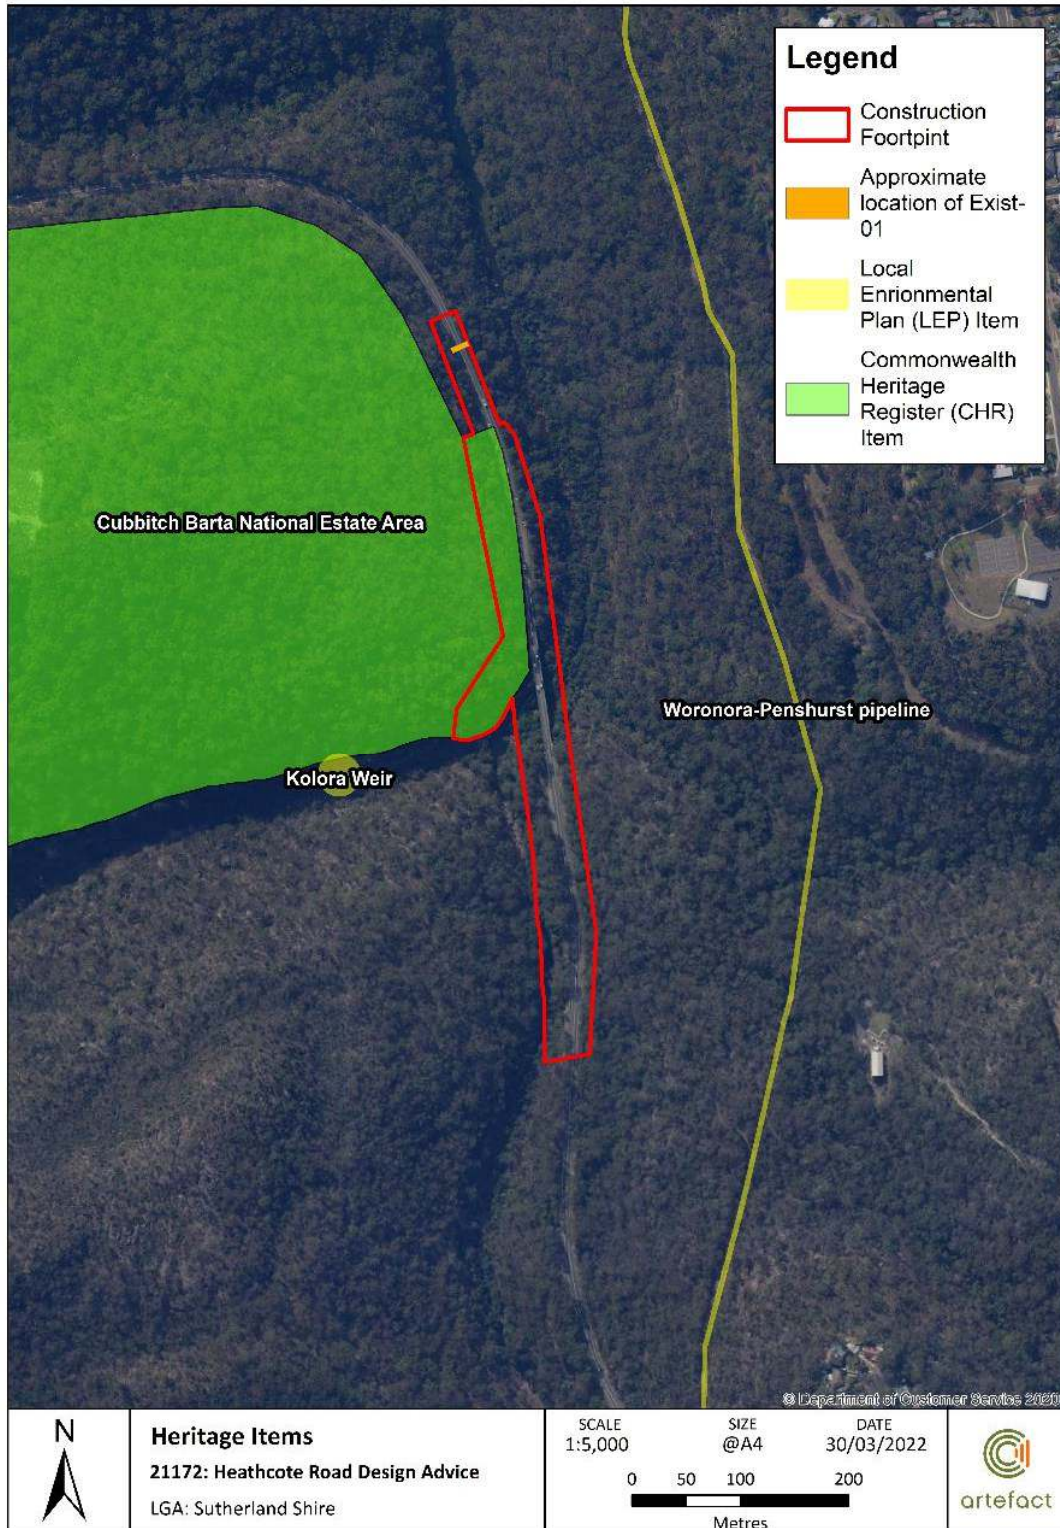 Legend
Construction
Foortpint
Approximate
location of Exist-
01
Local
Enrionmental
Plan (LEP) Item
Commonwealth
Heritage
Register (CHR)
Item
Cubbitch Barta National Estate Area
Woronora-Penshurst pipeline
Kolora Weir
© Department of Customer Service 2020
N
Heritage Items
21172: Heathcote Road Design Advice
LGA: Sutherland Shire
SCALE
1:5,000
SIZE
@A4
DATE
30/03/2022
0 50 100 200
Metres
artefact